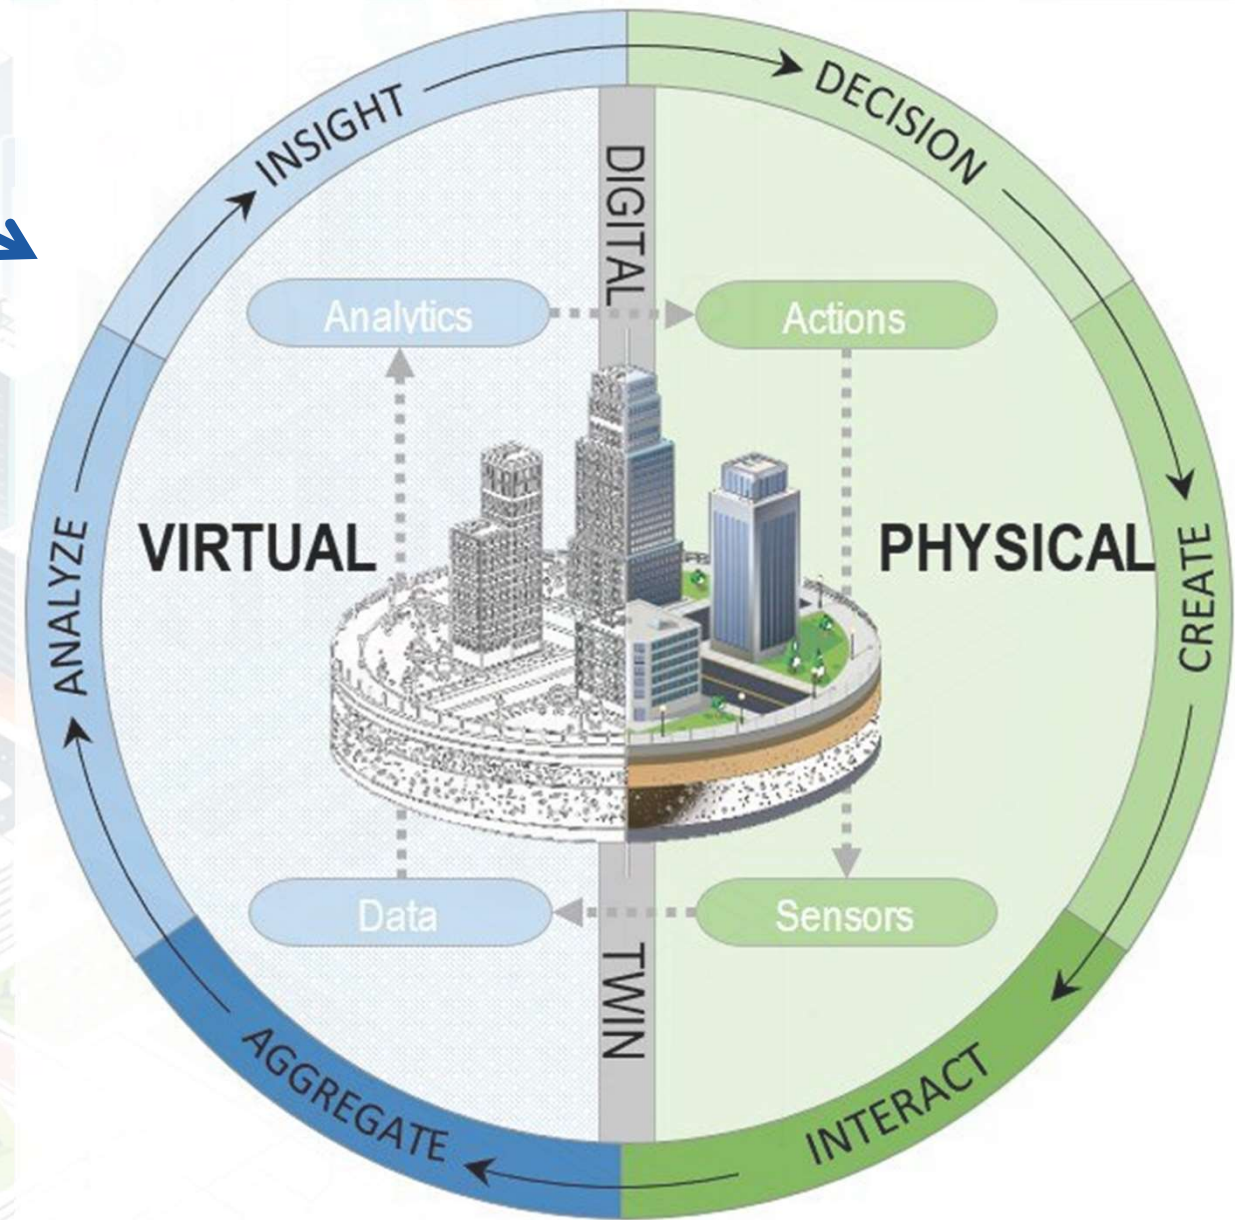 INSIGHT
DECISION
DIGITAL
Analytics
Actions
VIRTUAL
PHYSICAL
ANALYZE
CREATE
Data
Sensors
TWIN
AGGREGATE
INTERACT